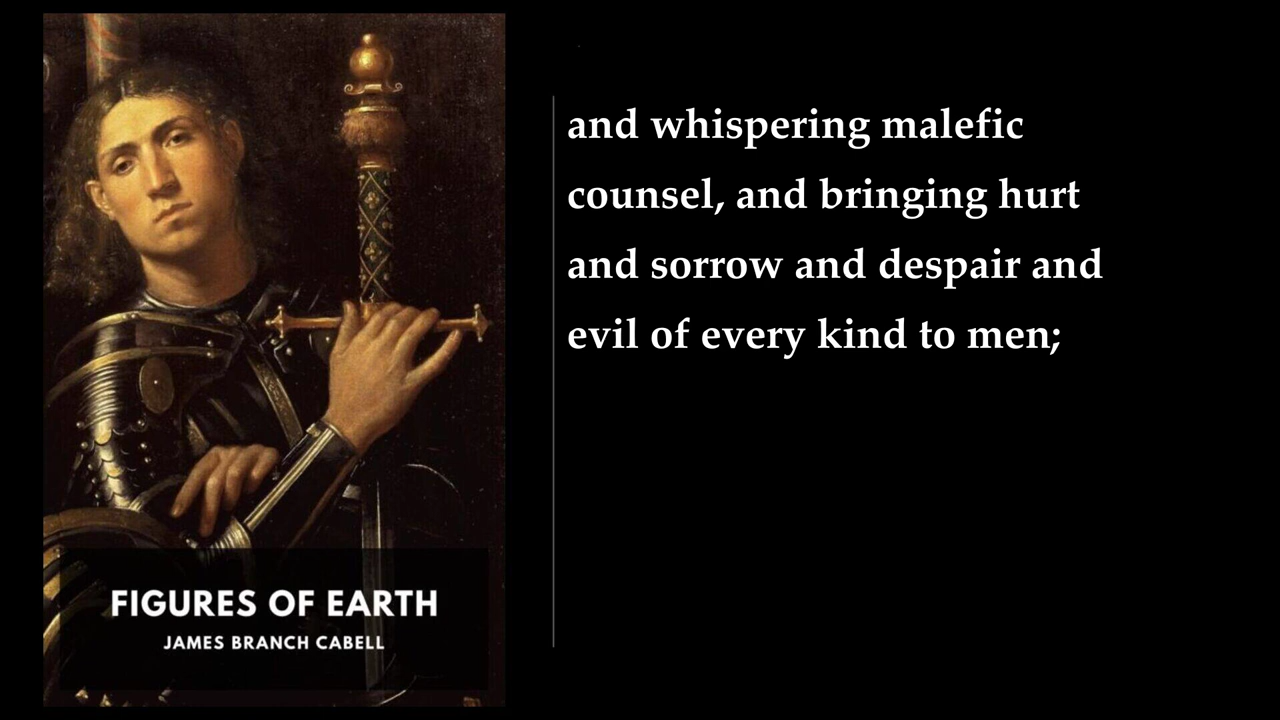 and whispering malefic
counsel, and bringing hurt
and sorrow and despair and
evil of every kind to men;
FIGURES OF EARTH
JAMES BRANCH CABELL